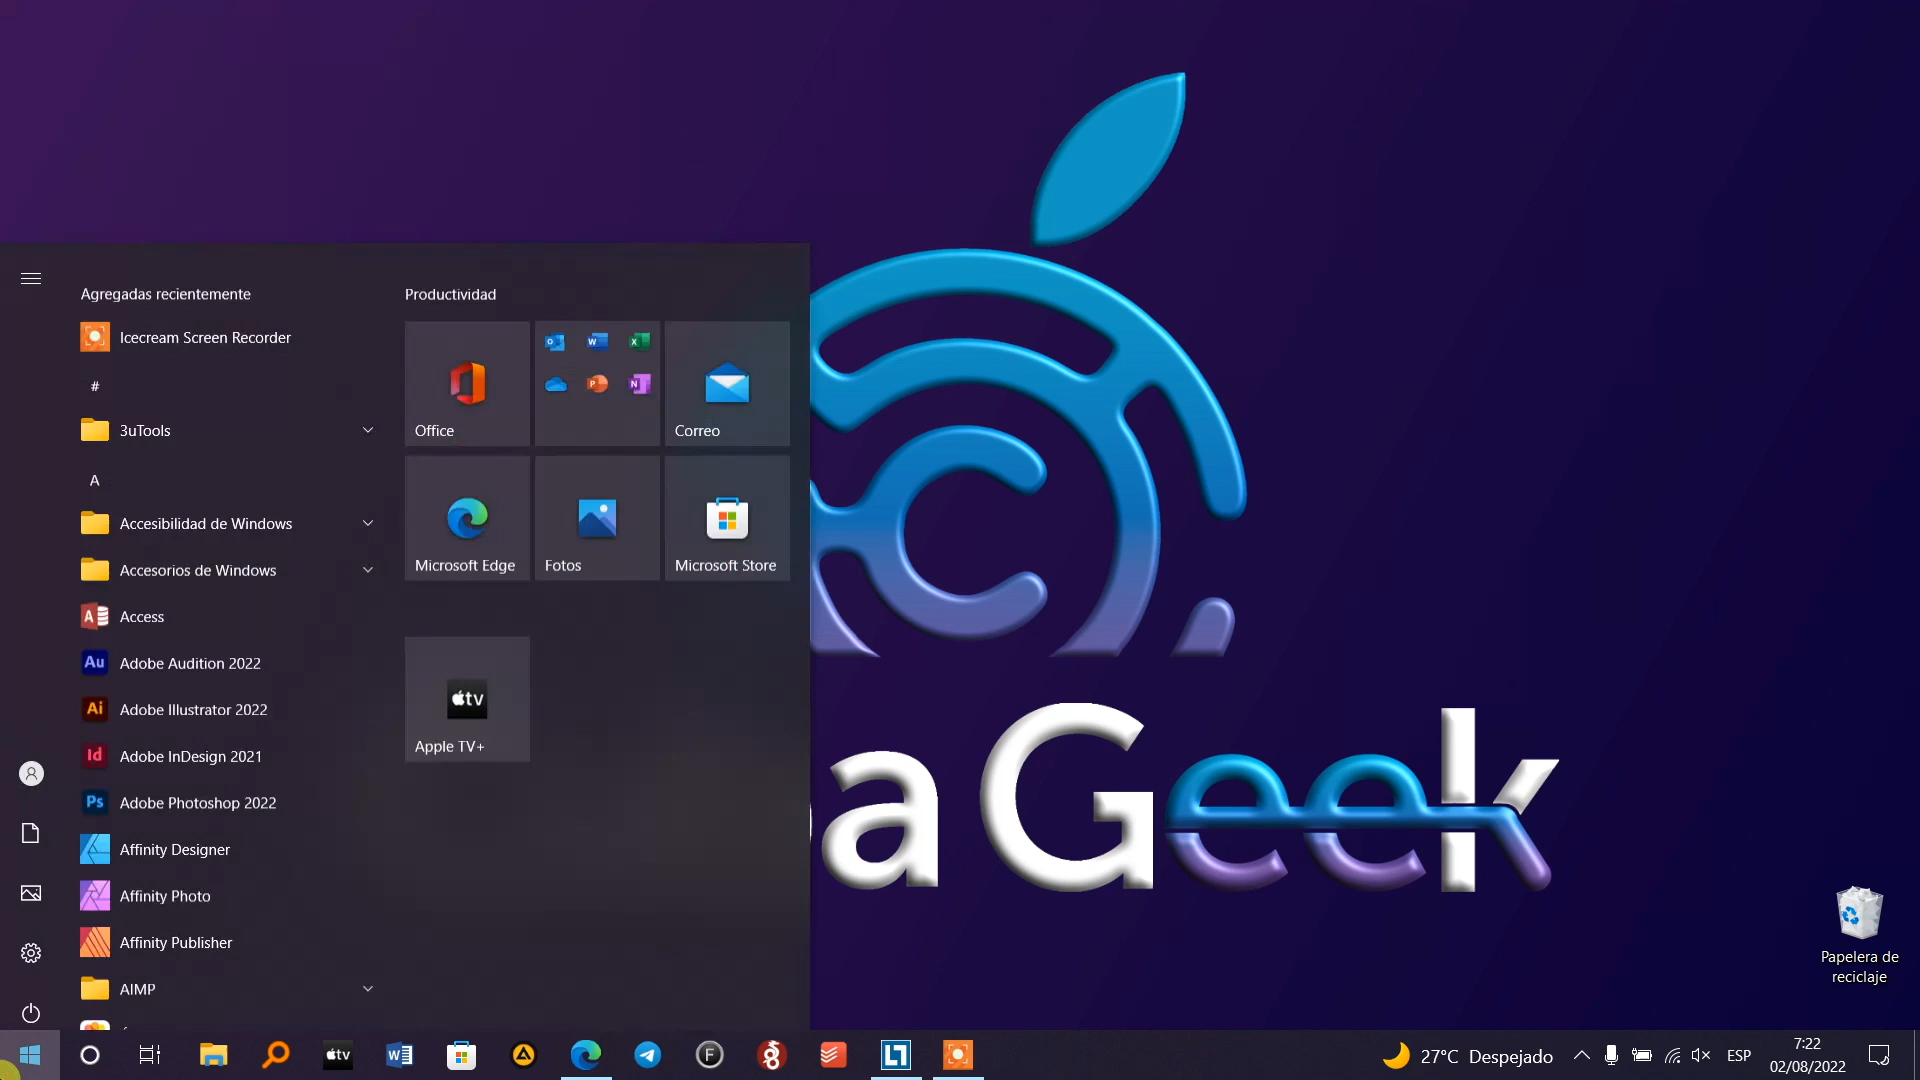 Agregadas recientemente
Icecream Screen Recorder
#
3uTools
A
Accesibilidad de Windows
Accesorios de Windows
Access
Adobe Audition 2022
Adobe Illustrator 2022
Adobe InDesign 2021
Adobe Photoshop 2022
Affinity Designer
Affinity Photo
Affinity Publisher
AIMP
Productividad
Office
Correo
Microsoft Edge
Fotos
Microsoft Store
tv
Apple TV+
a Geek
Papelera de
reciclaje
tv
27°C Despejado
ESP
7:22
02/08/2022